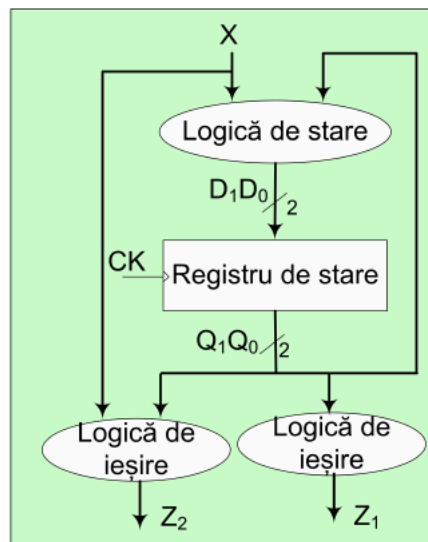 X
Logică de stare
D₁D₀
2
CK
Registru de stare
Q₁Q₀
2
Logică de
ieșire
Logică de
ieșire
Z₂
Z₁